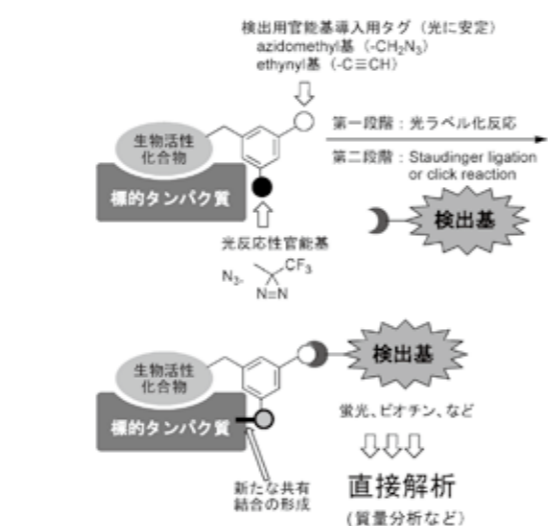 検出用官能基導入用タグ（光に安定）
azidomethyl基（-CH₂N₃）
ethynyl基（-C≡CH）
第一段階：光ラベル化反応
第二段階：Staudinger ligation
or click reaction
生物活性
化合物
標的タンパク質
検出基
光反応性官能基
N₃,
CF₃
N=N
生物活性
化合物
標的タンパク質
検出基
蛍光、ビオチン、など
新たな共有
結合の形成
直接解析
（質量分析など）